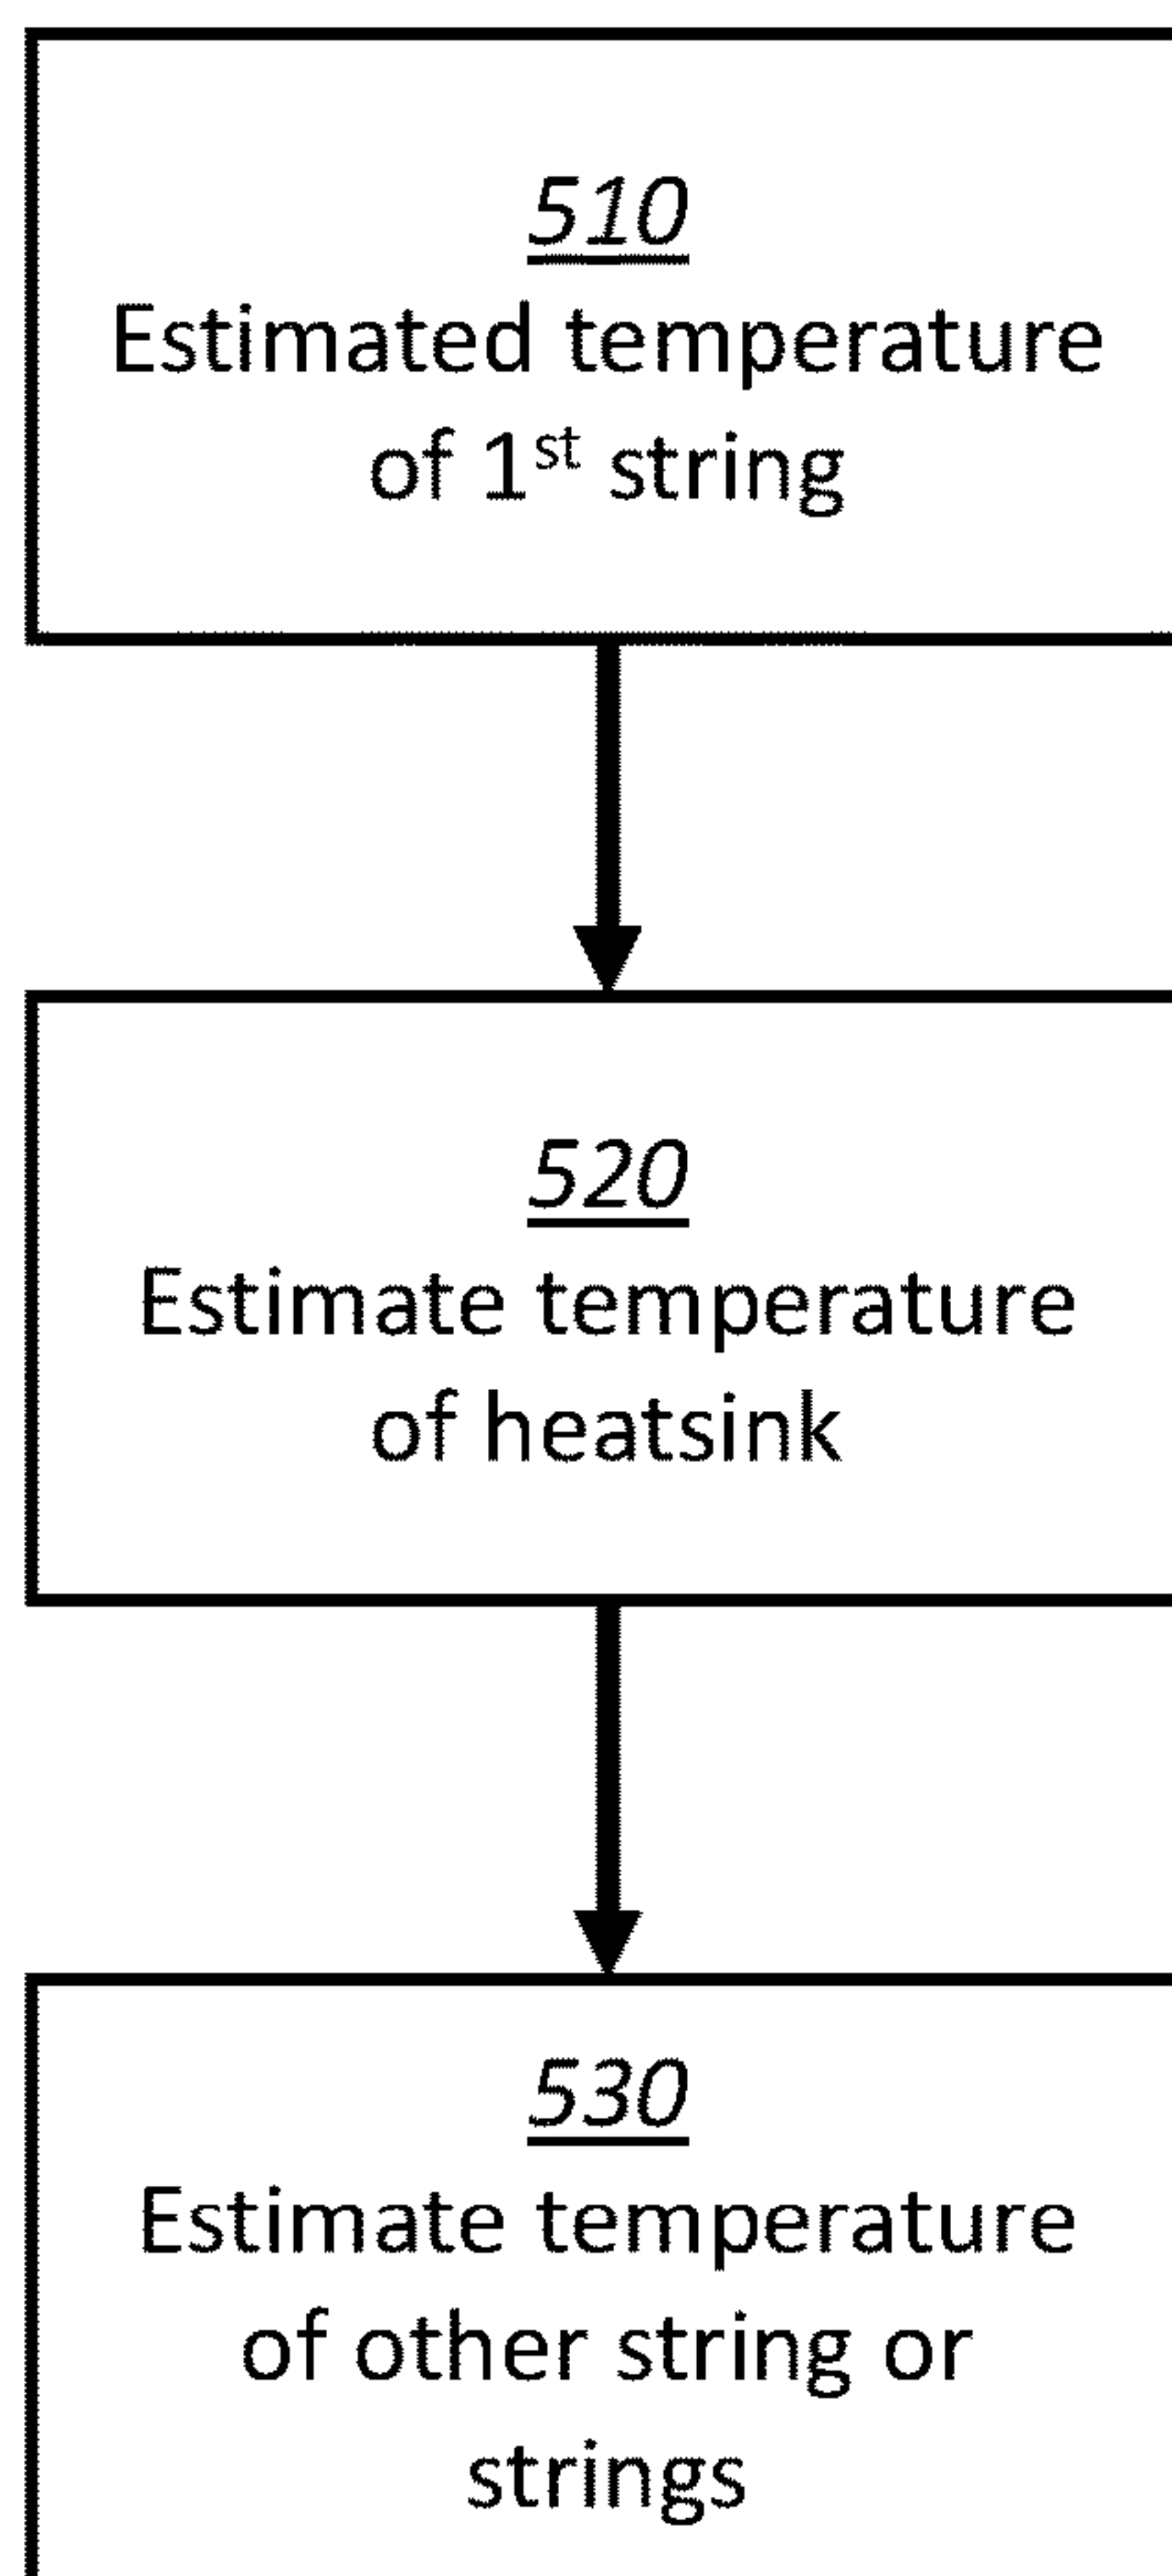 510
Estimated temperature
of 1st string
520
Estimate temperature
of heatsink
530
Estimate temperature
of other string or
strings